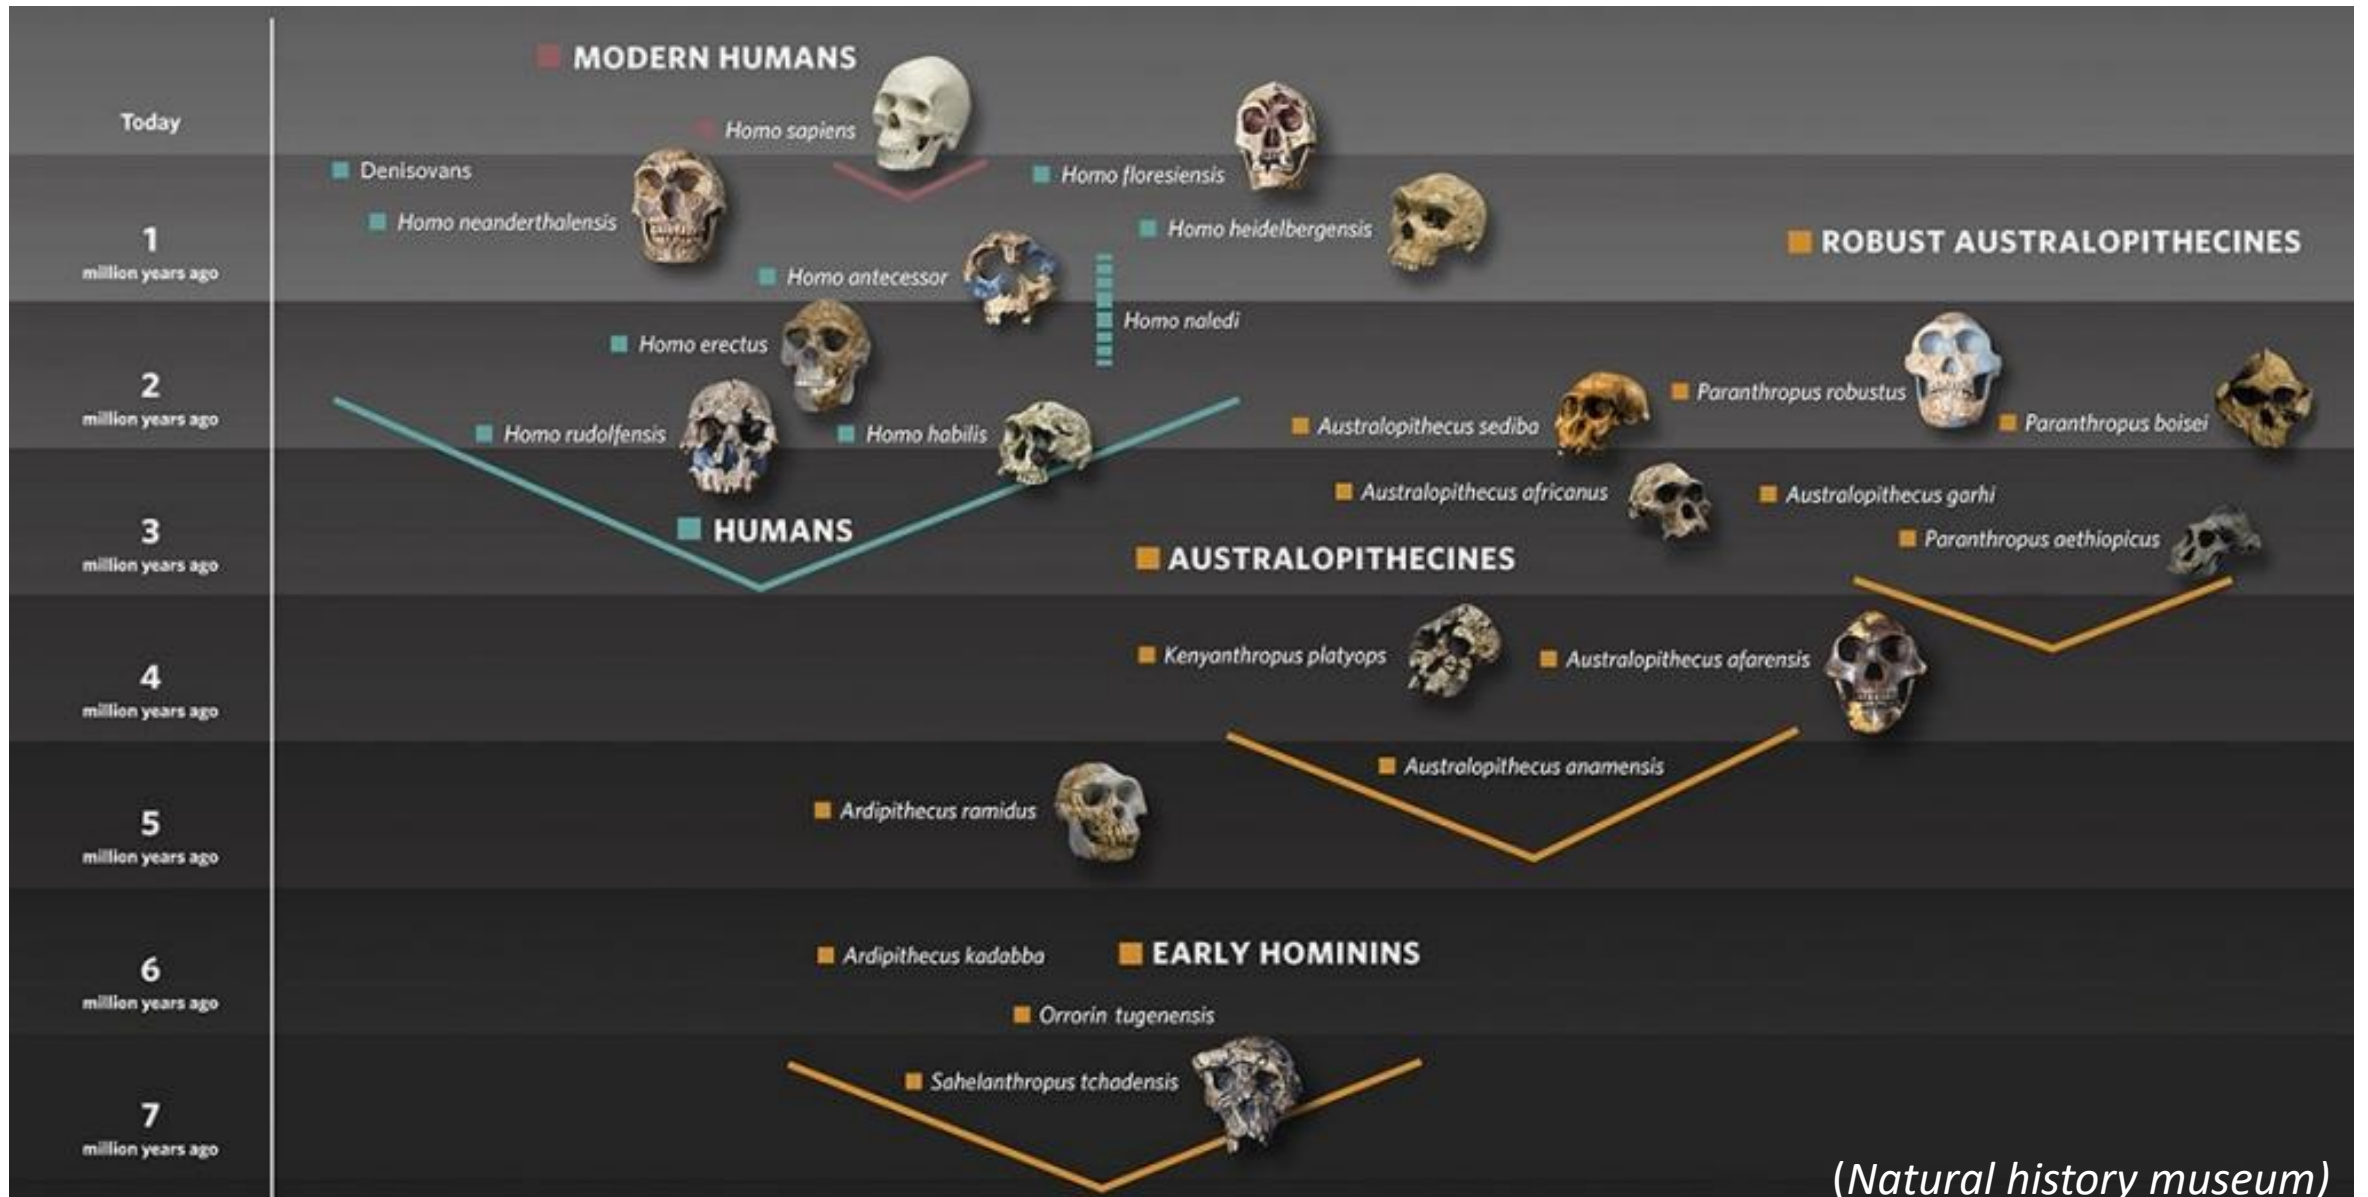 MODERN HUMANS
Today
Homo sapiens
Denisovans
Homo floresiensis
Homo neanderthalensis
Homo heidelbergensis
1
million years ago
ROBUST AUSTRALOPITHECINES
Homo antecessor
Homo naledi
Homo erectus
2
million years ago
Paranthropus robustus
Australopithecus sediba
Paranthropus boisei
Homo rudolfensis
Homo habilis
Australopithecus africanus
Australopithecus garhi
3
million years ago
HUMANS
Paranthropus aethiopicus
AUSTRALOPITHECINES
Kenyanthropus platyops
Australopithecus afarensis
4
million years ago
Australopithecus anamensis
Ardipithecus ramidus
5
million years ago
Ardipithecus kadabba
EARLY HOMININS
6
million years ago
Orrorin tugenensis
Sahelanthropus tchadensis
7
million years ago
(Natural history museum)